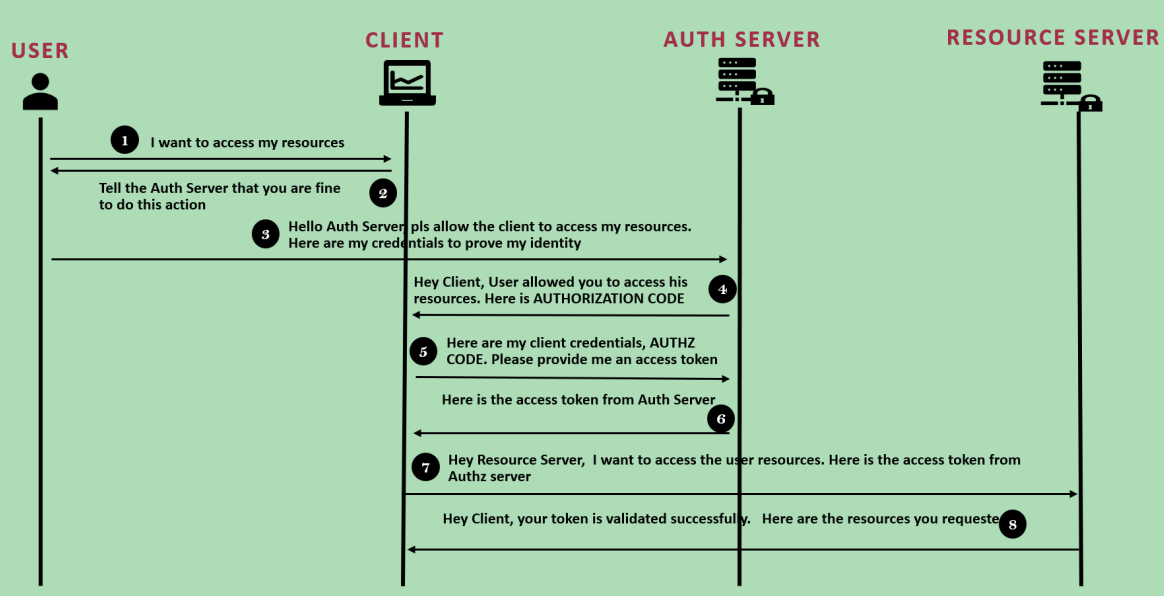 USER
CLIENT
AUTH SERVER
RESOURCE SERVER
1
I want to access my resources
Tell the Auth Server that you are fine
to do this action
2
3
Hello Auth Server, pls allow the client to access my resources.
Here are my credentials to prove my identity
Hey Client, User allowed you to access his
resources. Here is AUTHORIZATION CODE
4
5
Here are my client credentials, AUTHZ
CODE. Please provide me an access token
Here is the access token from Auth Server
6
7
Hey Resource Server, I want to access the user resources. Here is the access token from
Authz server
Hey Client, your token is validated successfully. Here are the resources you requeste
8